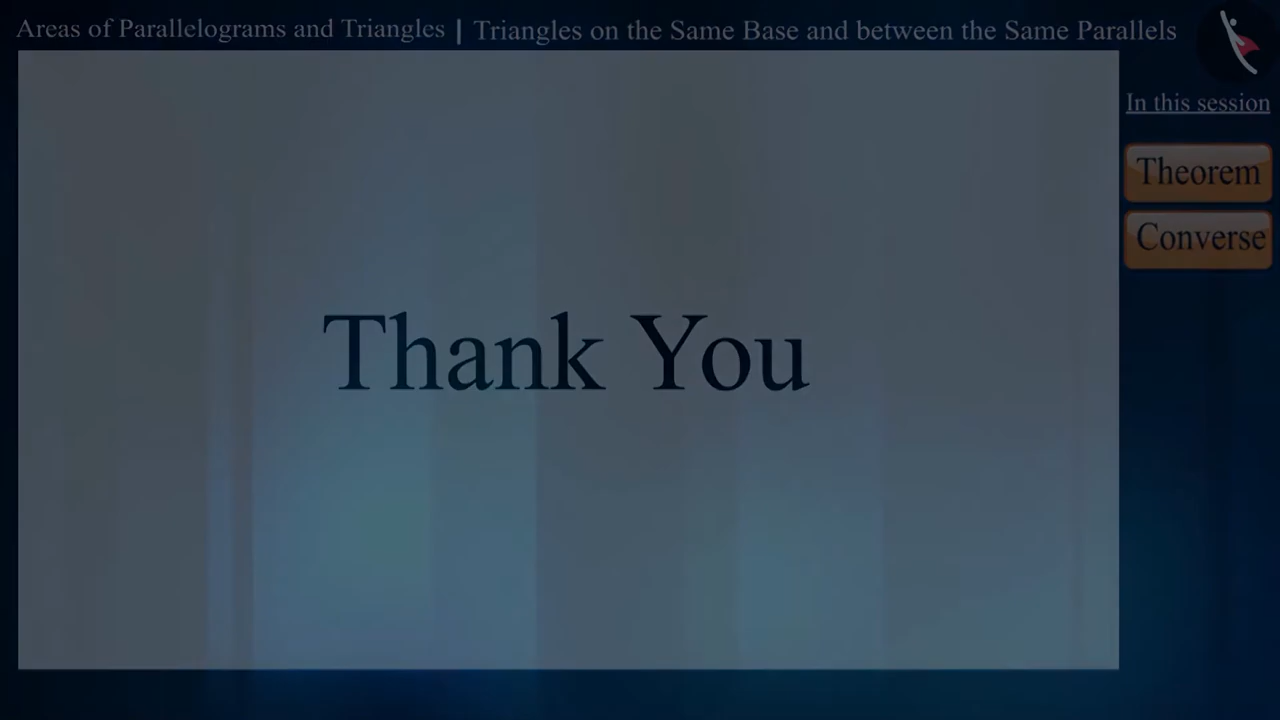 Areas of Parallelograms and Triangles | Triangles on the Same Base and between the Same Parallels
In this session
Theorem
Converse
Thank You